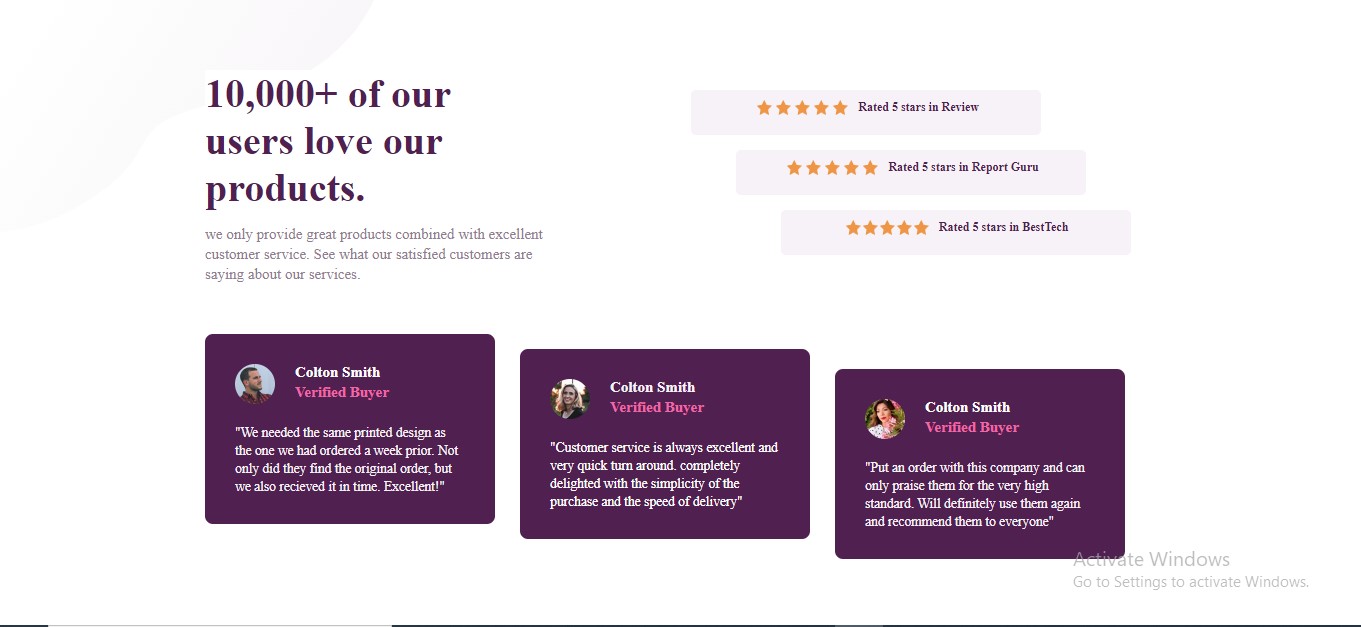 10,000+ of our
users love our
products.
we only provide great products combined with excellent
customer service. See what our satisfied customers are
saying about our services.
Rated 5 stars in Review
Rated 5 stars in Report Guru
Rated 5 stars in BestTech
Colton Smith
Verified Buyer
"We needed the same printed design as
the one we had ordered a week prior. Not
only did they find the original order, but
we also recieved it in time. Excellent!"
Colton Smith
Verified Buyer
"Customer service is always excellent and
very quick turn around. completely
delighted with the simplicity of the
purchase and the speed of delivery"
Colton Smith
Verified Buyer
"Put an order with this company and can
only praise them for the very high
standard. Will definitely use them again
and recommend them to everyone"
Activate Windows
Go to Settings to activate Windows.